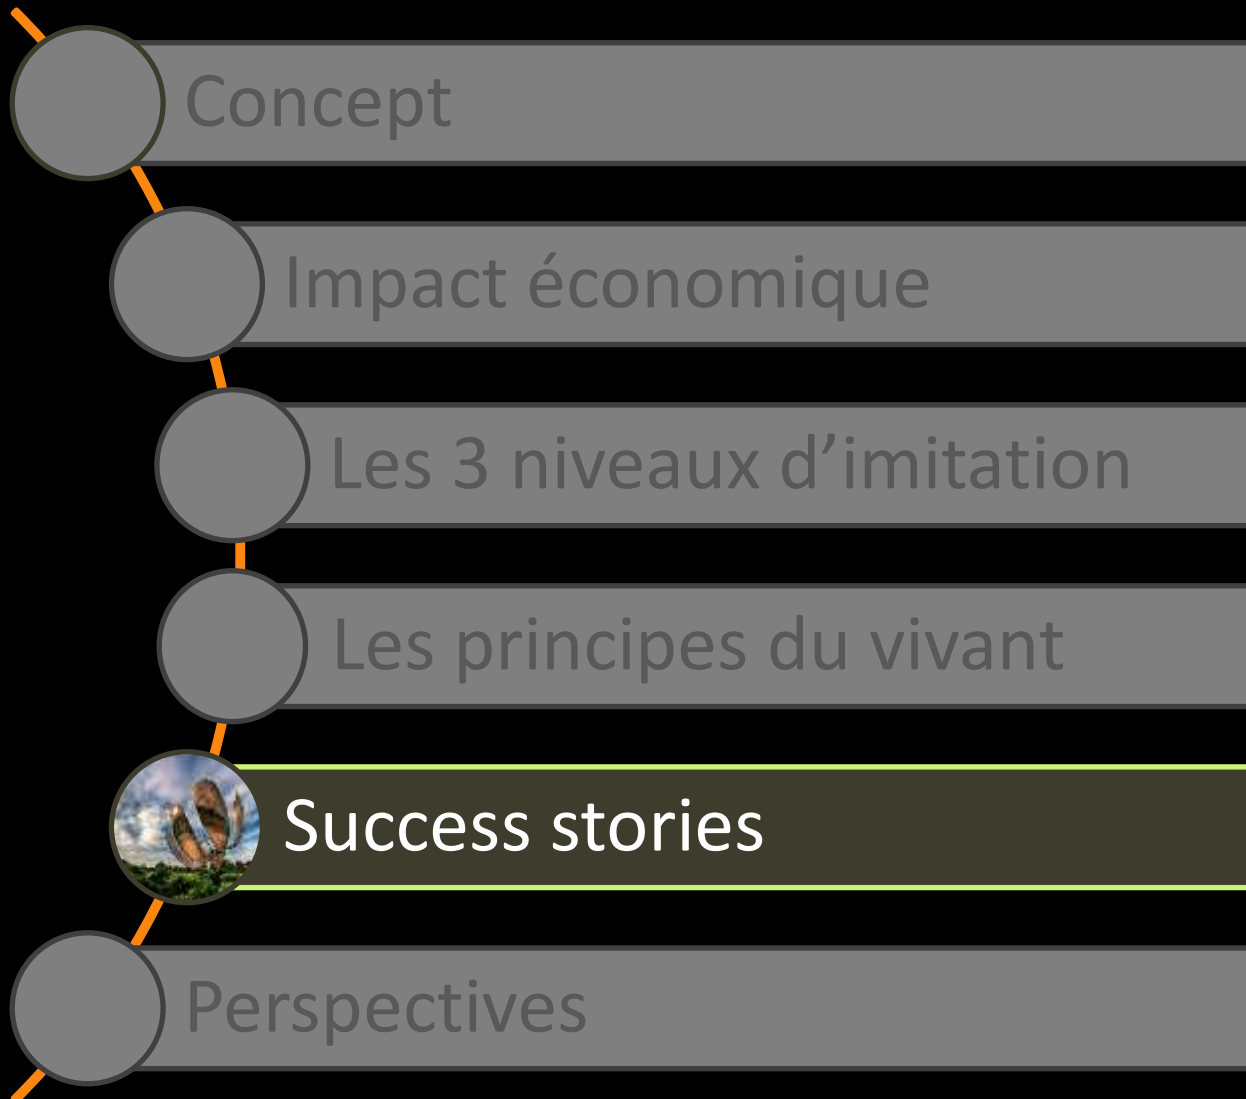 Concept
Impact économique
Les 3 niveaux d’imitation
Les principes du vivant
Success stories
Perspectives